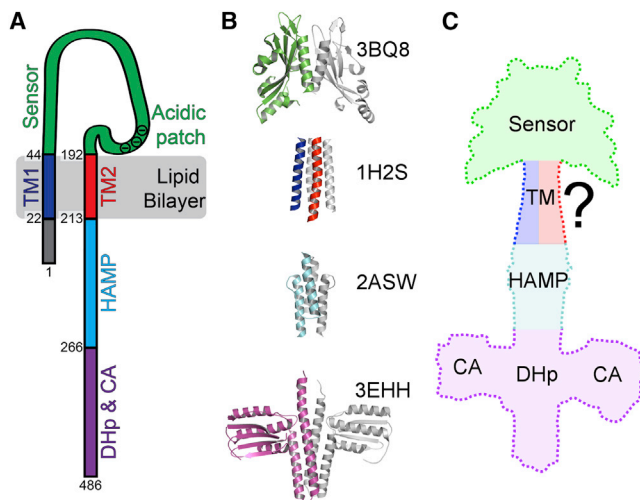 A
Sensor
Acidic
patch
44
192
TM1
TM2
Lipid
Bilayer
22
213
1
HAMP
266
DHp & CA
486
B
3BQ8
1H2S
2ASW
3EHH
C
Sensor
TM
?
HAMP
CA
DHp
CA